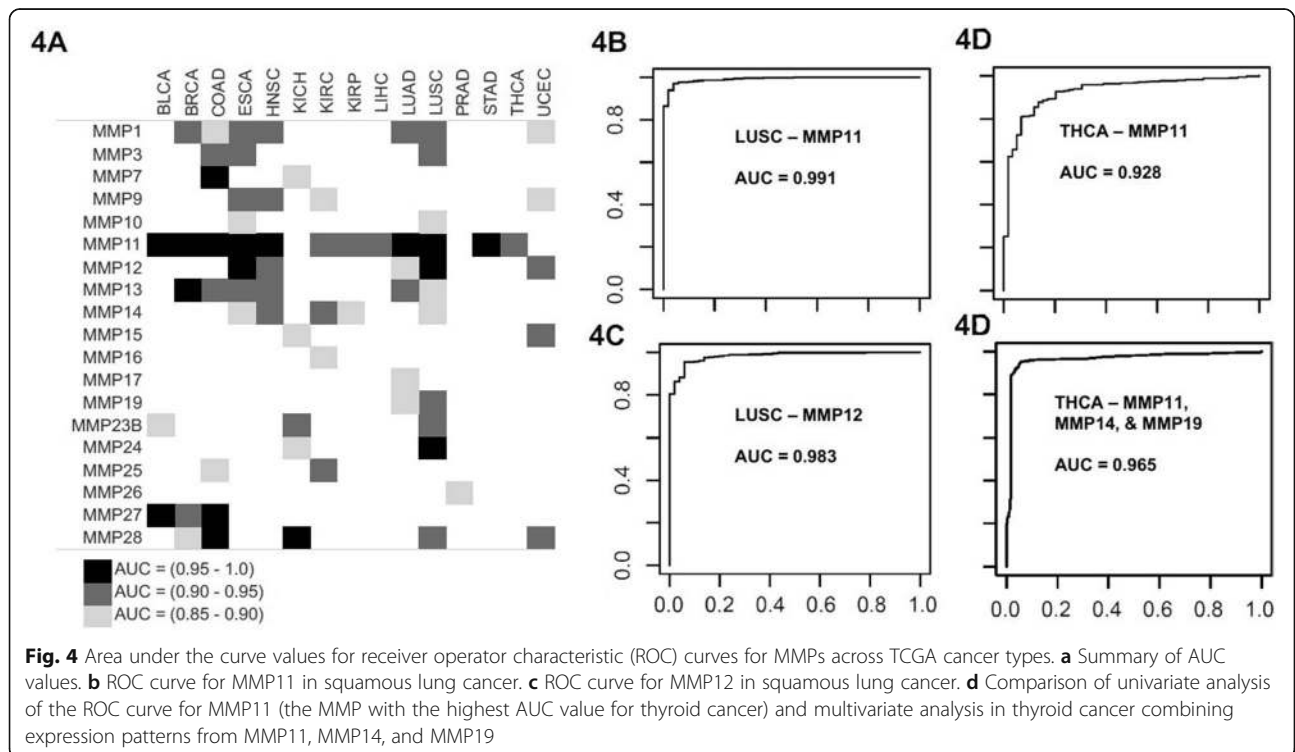 4A
BLCA
BRCA
COAD
ESCA
HNSC
KICH
KIRC
KIRP
LIHC
LUAD
LUSC
PRAD
STAD
THCA
UCEC
MMP1
MMP3
MMP7
MMP9
MMP10
MMP11
MMP12
MMP13
MMP14
MMP15
MMP16
MMP17
MMP19
MMP23B
MMP24
MMP25
MMP26
MMP27
MMP28
AUC = (0.95 - 1.0)
AUC = (0.90 - 0.95)
AUC = (0.85 - 0.90)
4B
0.8
0.4
0.0
LUSC – MMP11
AUC = 0.991
4D
THCA – MMP11
AUC = 0.928
4C
0.8
0.4
0.0
LUSC – MMP12
AUC = 0.983
0.0 0.2 0.4 0.6 0.8 1.0
4D
THCA – MMP11,
MMP14, & MMP19
AUC = 0.965
0.0 0.2 0.4 0.6 0.8 1.0
Fig. 4 Area under the curve values for receiver operator characteristic (ROC) curves for MMPs across TCGA cancer types. a Summary of AUC
values. b ROC curve for MMP11 in squamous lung cancer. c ROC curve for MMP12 in squamous lung cancer. d Comparison of univariate analysis
of the ROC curve for MMP11 (the MMP with the highest AUC value for thyroid cancer) and multivariate analysis in thyroid cancer combining
expression patterns from MMP11, MMP14, and MMP19